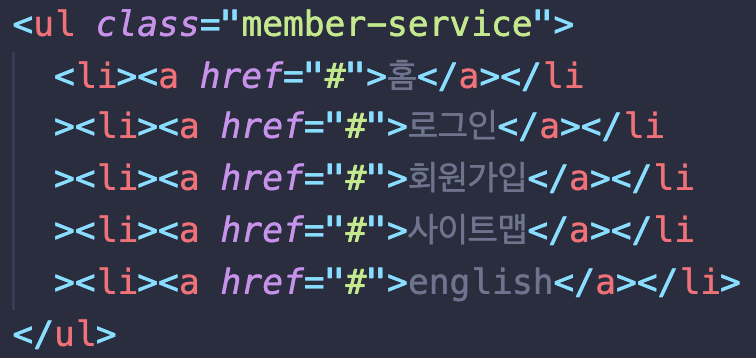 <ul class="member-service">
<li><a href="#">홈</a></li
><li><a href="#">로그인</a></li
><li><a href="#">회원가입</a></li
><li><a href="#">사이트맵</a></li
><li><a href="#">english</a></li>
</ul>